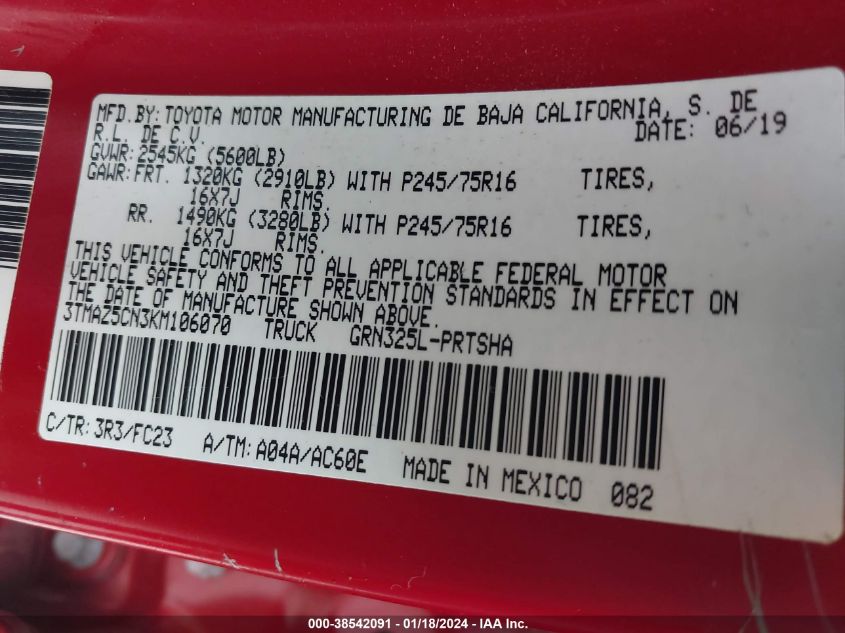 MFD.BY: TOYOTA MOTOR MANUFACTURING DE BAJA CALIFORNIA, S. DE
R.L. DE C.V. DATE: 06/19
GVWR:2545KG (5600LB)
GAWR:FRT. 1320KG (2910LB) WITH P245/75R16 TIRES,
16X7J RIMS.
RR. 1490KG (3280LB) WITH P245/75R16 TIRES,
16X7J RIMS.
THIS VEHICLE CONFORMS TO ALL APPLICABLE FEDERAL MOTOR
VEHICLE SAFETY AND THEFT PREVENTION STANDARDS IN EFFECT ON
THE DATE OF MANUFACTURE SHOWN ABOVE.
3TMAZ5CN3KM106070 TRUCK GRN325L-PRTSHA
C/TR:3R3/FC23 A/TM:A04A/AC60E MADE IN MEXICO 082
000-38542091 - 01/18/2024 - IAA Inc.